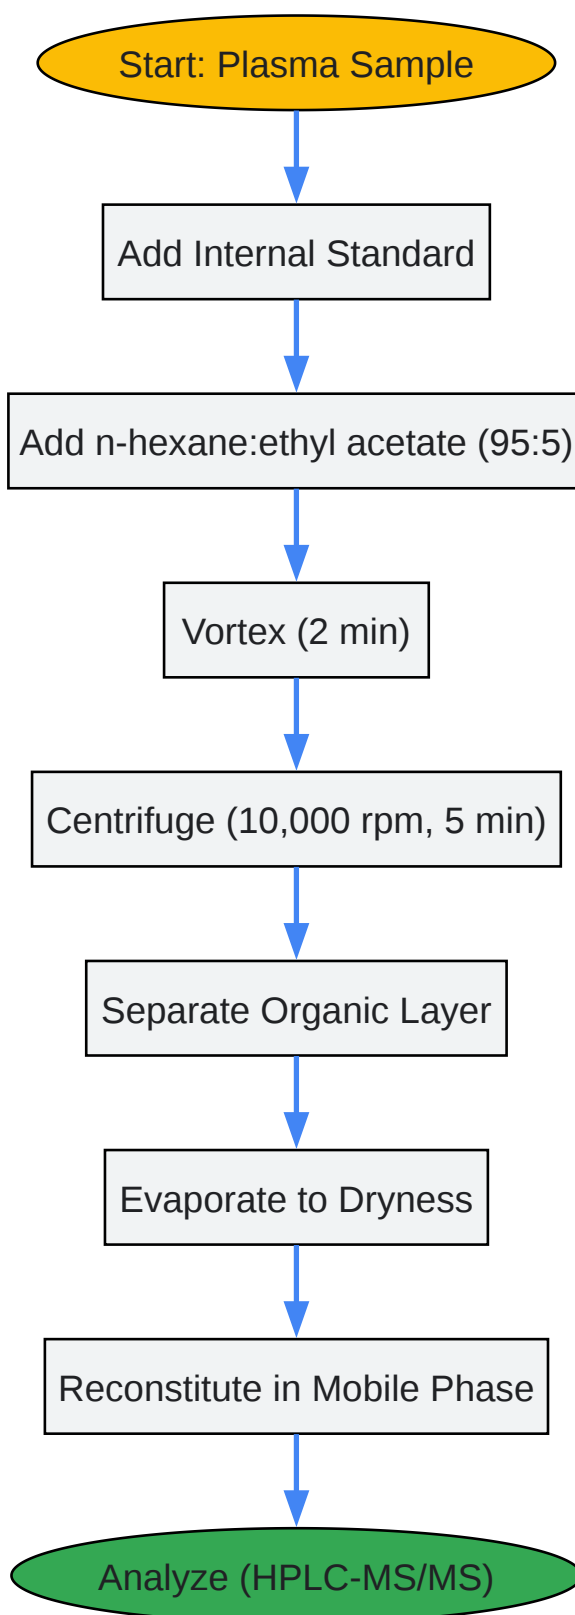 Start: Plasma Sample
Add Internal Standard
Add n-hexane:ethyl acetate (95:5)
Vortex (2 min)
Centrifuge (10,000 rpm, 5 min)
Separate Organic Layer
Evaporate to Dryness
Reconstitute in Mobile Phase
Analyze (HPLC-MS/MS)